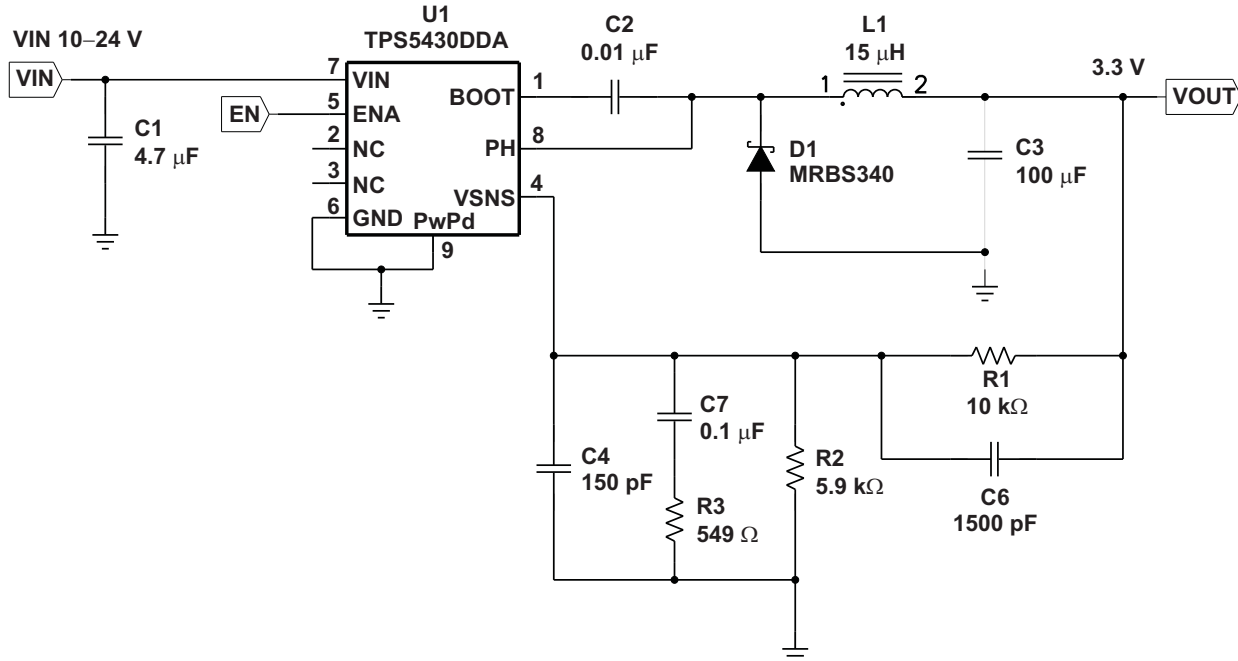 U1
TPS5430DDA
VIN 10–24 V
VIN
C1
4.7 μF
EN
7
5
2
3
6
VIN
ENA
NC
NC
GND
BOOT
PH
VSNS
PwPd
1
8
4
9
C2
0.01 μF
L1
15 μH
1
2
D1
MRBS340
C3
100 μF
3.3 V
VOUT
C4
150 pF
C7
0.1 μF
R3
549 Ω
R2
5.9 kΩ
R1
10 kΩ
C6
1500 pF